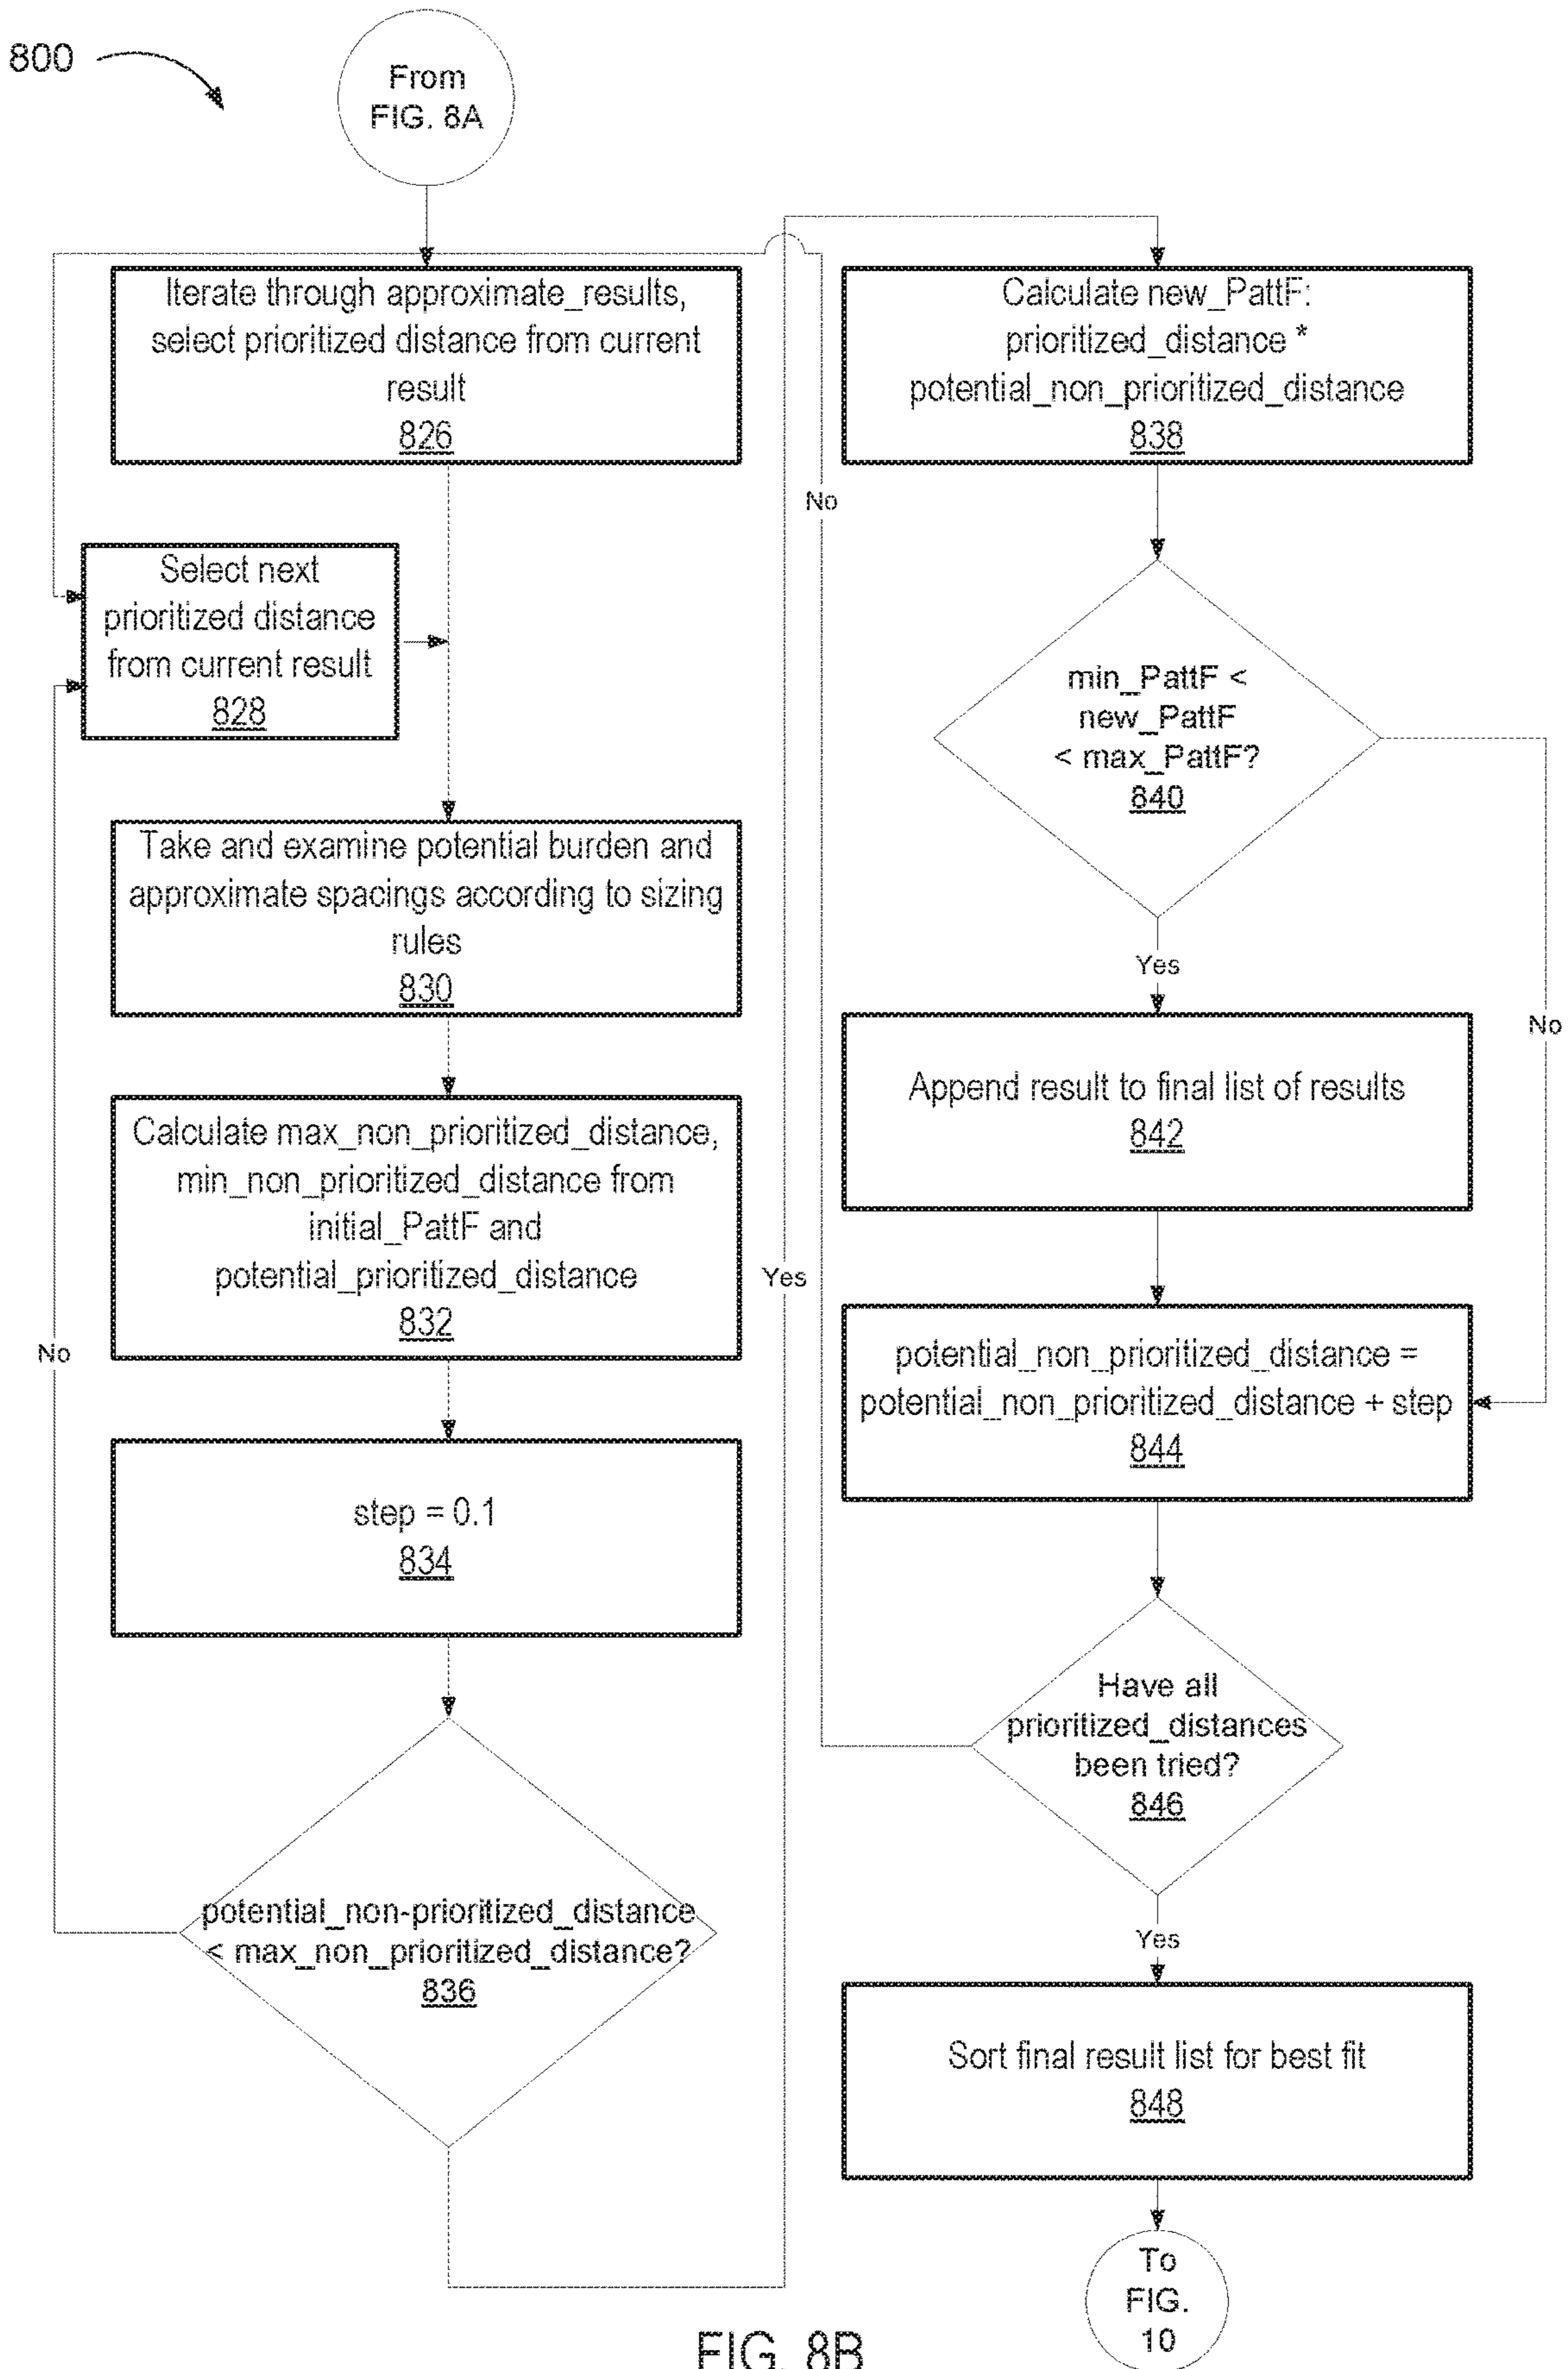 800
From
FIG. 8A
Iterate through approximate_results,
select prioritized distance from current
result
826
Select next
prioritized distance
from current result
828
Take and examine potential burden and
approximate spacings according to sizing
rules
830
Calculate max_non_prioritized_distance,
min_non_prioritized_distance from
initial_PattF and
potential_prioritized_distance
832
No
Yes
step = 0.1
834
potential_non-prioritized_distance
< max_non_prioritized_distance?
836
Calculate new_PattF:
prioritized_distance *
potential_non_prioritized_distance
838
No
min_PattF <
new_PattF
< max_PattF?
840
Yes
No
Append result to final list of results
842
potential_non_prioritized_distance =
potential_non_prioritized_distance + step
844
Have all
prioritized_distances
been tried?
846
Yes
Sort final result list for best fit
848
To
FIG.
10
FIG. 8B